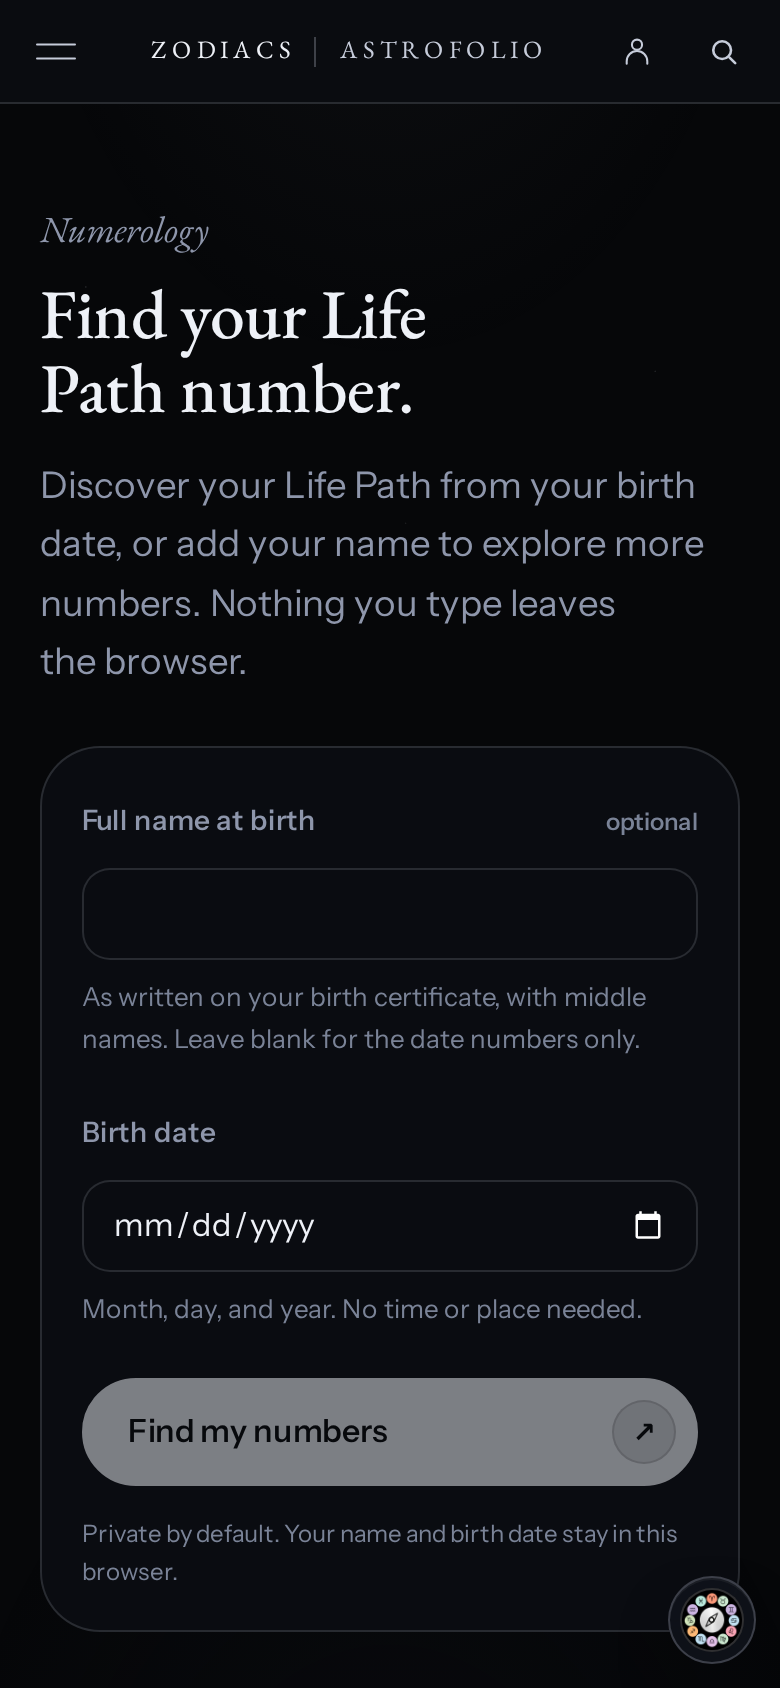 ZODIACS | ASTROFOLIO
Numerology
Find your Life
Path number.
Discover your Life Path from your birth
date, or add your name to explore more
numbers. Nothing you type leaves
the browser.
Full name at birth optional
As written on your birth certificate, with middle
names. Leave blank for the date numbers only.
Birth date
mm/dd/yyyy
Month, day, and year. No time or place needed.
Find my numbers ↗
Private by default. Your name and birth date stay in this
browser.